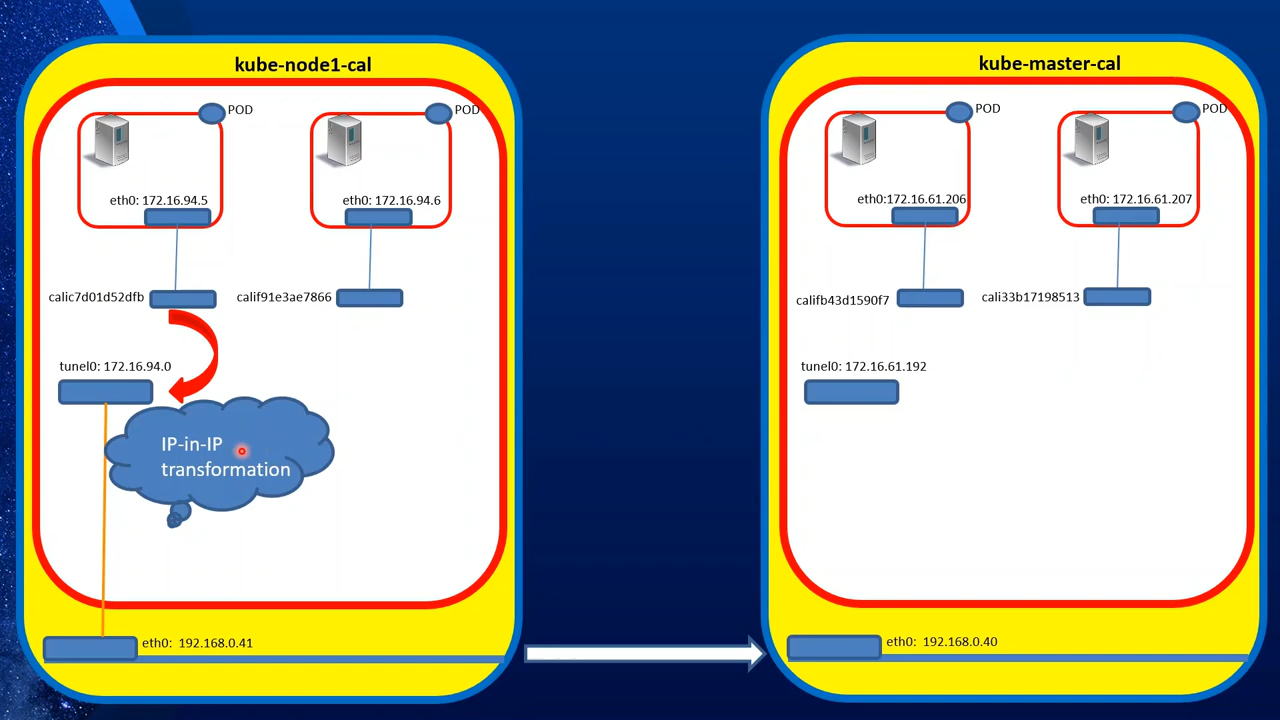 kube-node1-cal
POD
POD
eth0: 172.16.94.5
eth0: 172.16.94.6
calic7d01d52dfb
calif91e3ae7866
tunel0: 172.16.94.0
IP-in-IP
transformation
eth0:  192.168.0.41
kube-master-cal
POD
POD
eth0:172.16.61.206
eth0: 172.16.61.207
califb43d1590f7
cali33b17198513
tunel0: 172.16.61.192
eth0:  192.168.0.40